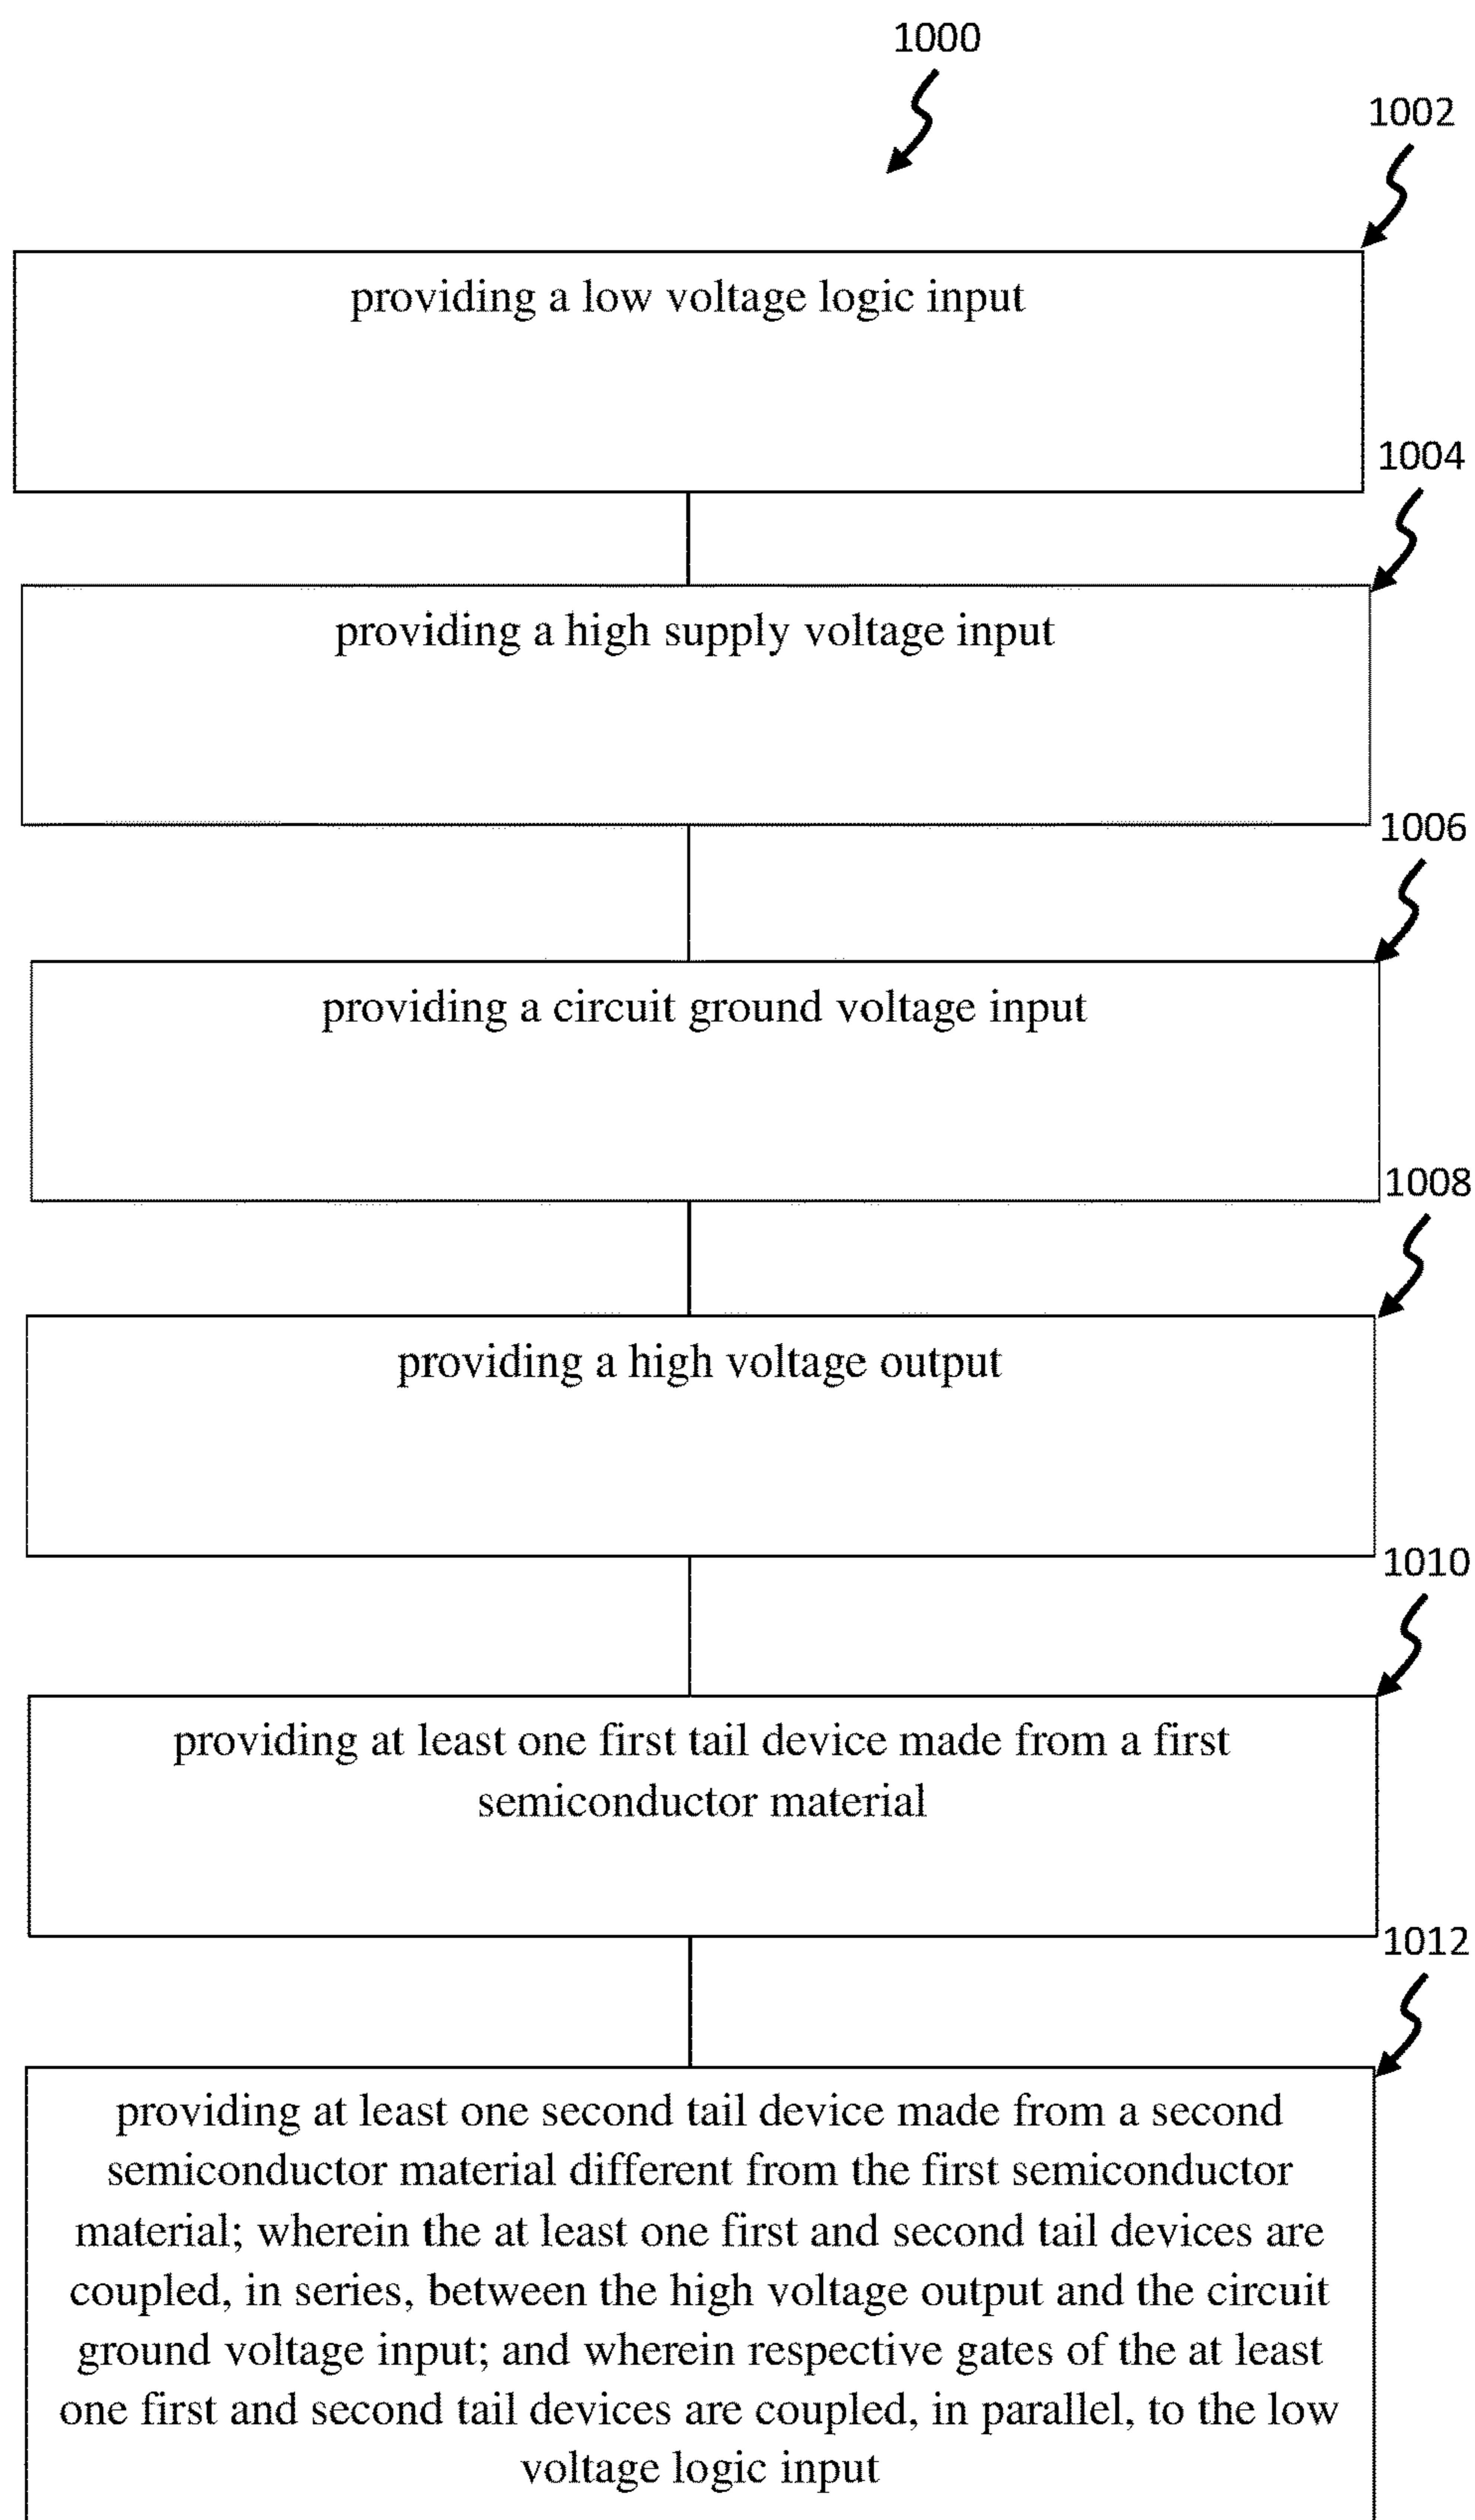 1000
1002
providing a low voltage logic input
1004
providing a high supply voltage input
1006
providing a circuit ground voltage input
1008
providing a high voltage output
1010
providing at least one first tail device made from a first
semiconductor material
1012
providing at least one second tail device made from a second
semiconductor material different from the first semiconductor
material; wherein the at least one first and second tail devices are
coupled, in series, between the high voltage output and the circuit
ground voltage input; and wherein respective gates of the at least
one first and second tail devices are coupled, in parallel, to the low
voltage logic input